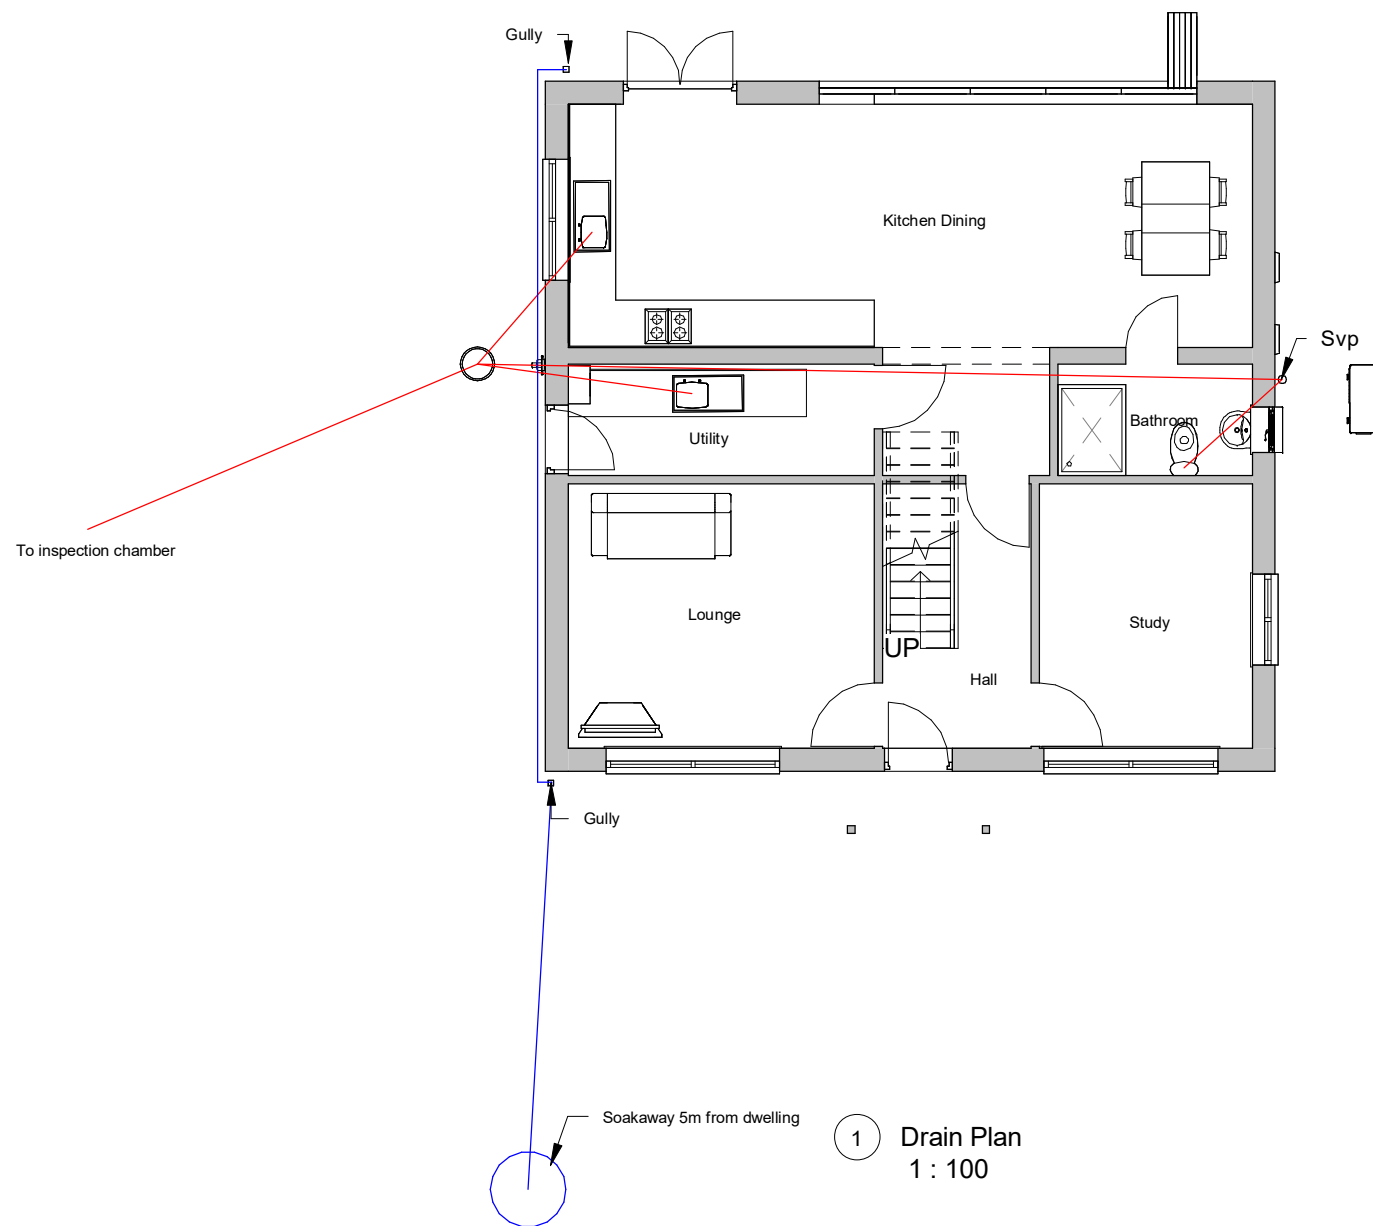 Gully
Kitchen Dining
Svp
Bathroom
Utility
To inspection chamber
Lounge
Study
UP
Hall
Gully
Soakaway 5m from dwelling
1
Drain Plan
1 : 100